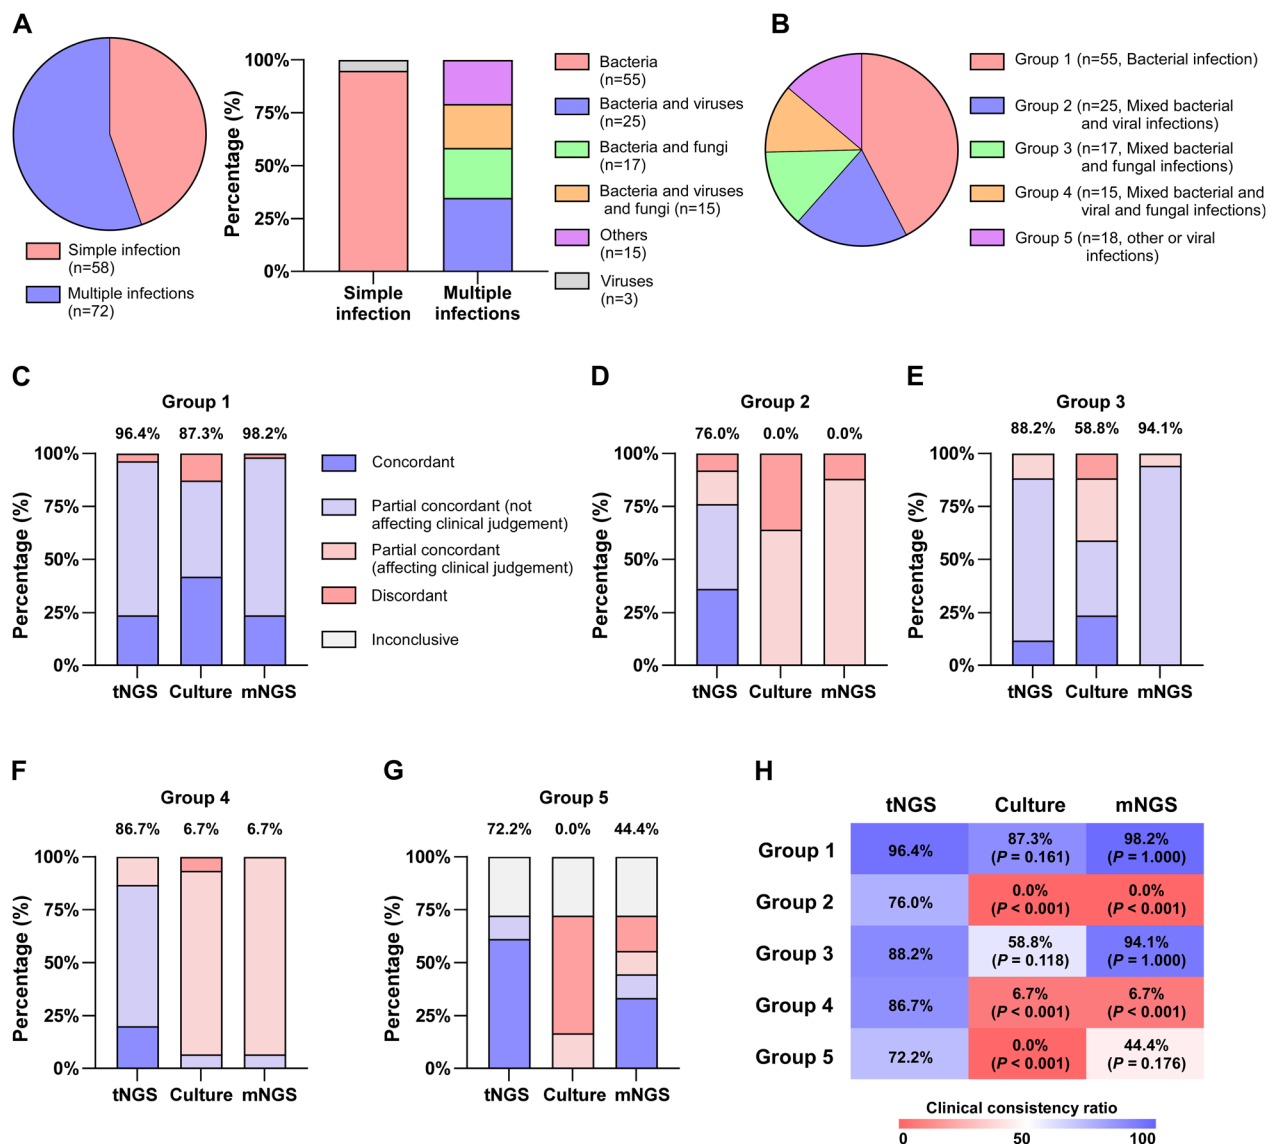 A
Simple infection
(n=58)
Multiple infections
(n=72)
Percentage (%)
100%
75%
50%
25%
0%
Simple
infection
Multiple
infections
Bacteria
(n=55)
Bacteria and viruses
(n=25)
Bacteria and fungi
(n=17)
Bacteria and viruses
and fungi (n=15)
Others
(n=15)
Viruses
(n=3)
B
Group 1 (n=55, Bacterial infection)
Group 2 (n=25, Mixed bacterial
and viral infections)
Group 3 (n=17, Mixed bacterial
and fungal infections)
Group 4 (n=15, Mixed bacterial and
viral and fungal infections)
Group 5 (n=18, other or viral
infections)
C
Group 1
96.4% 87.3% 98.2%
Percentage (%)
100%
75%
50%
25%
0%
tNGS Culture mNGS
Concordant
Partial concordant (not
affecting clinical judgement)
Partial concordant
(affecting clinical judgement)
Discordant
Inconclusive
D
Group 2
76.0% 0.0% 0.0%
Percentage (%)
100%
75%
50%
25%
0%
tNGS Culture mNGS
E
Group 3
88.2% 58.8% 94.1%
Percentage (%)
100%
75%
50%
25%
0%
tNGS Culture mNGS
F
Group 4
86.7% 6.7% 6.7%
Percentage (%)
100%
75%
50%
25%
0%
tNGS Culture mNGS
G
Group 5
72.2% 0.0% 44.4%
Percentage (%)
100%
75%
50%
25%
0%
tNGS Culture mNGS
H
tNGS Culture mNGS
Group 1
96.4%
87.3%
(P = 0.161)
98.2%
(P = 1.000)
Group 2
76.0%
0.0%
(P < 0.001)
0.0%
(P < 0.001)
Group 3
88.2%
58.8%
(P = 0.118)
94.1%
(P = 1.000)
Group 4
86.7%
6.7%
(P < 0.001)
6.7%
(P < 0.001)
Group 5
72.2%
0.0%
(P < 0.001)
44.4%
(P = 0.176)
Clinical consistency ratio
0 50 100